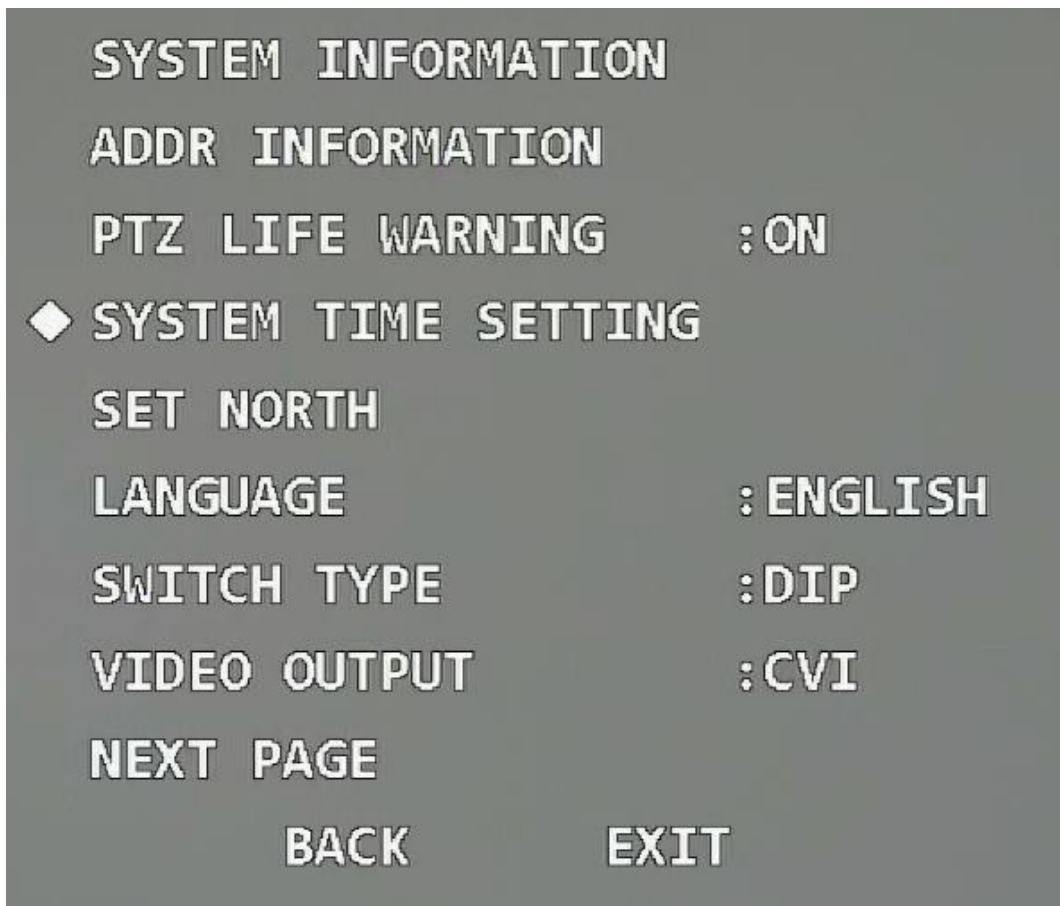 SYSTEM INFORMATION
ADDR INFORMATION
PTZ LIFE WARNING :ON
SYSTEM TIME SETTING
SET NORTH
LANGUAGE :ENGLISH
SWITCH TYPE :DIP
VIDEO OUTPUT :CVI
NEXT PAGE
BACK EXIT